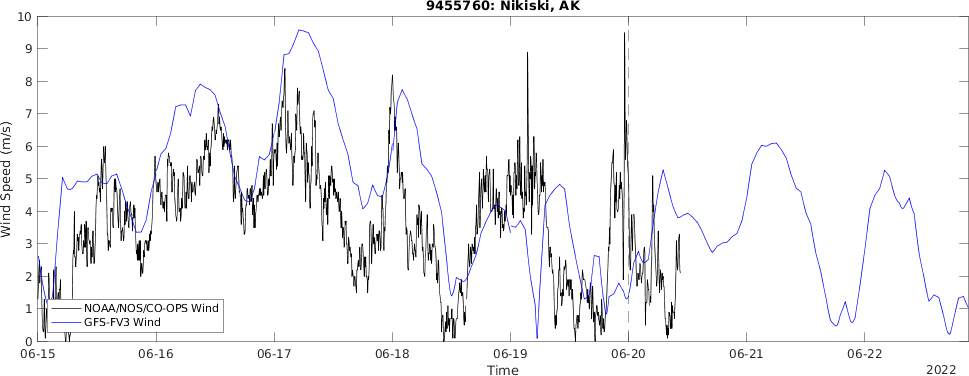 9455760: Nikiski, AK
Wind Speed (m/s)
10
9
8
7
6
5
4
3
2
1
0
NOAA/NOS/CO-OPS Wind
GFS-FV3 Wind
06-15 06-16 06-17 06-18 06-19 06-20 06-21 06-22
Time
2022